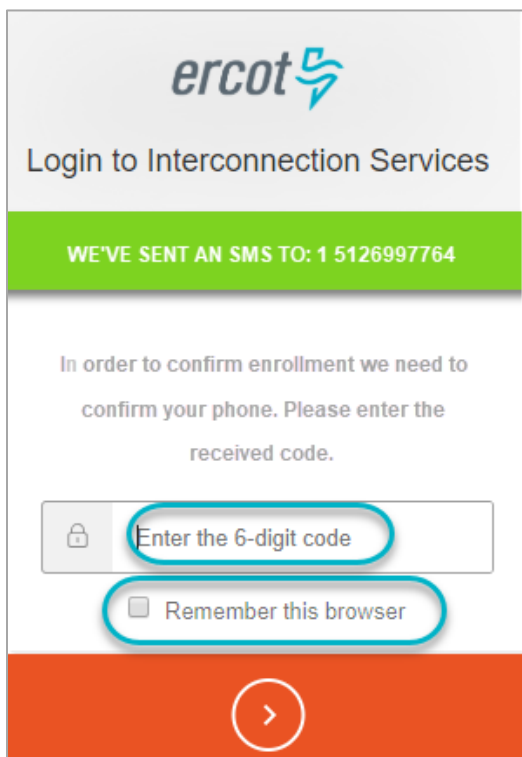 ercot
Login to Interconnection Services
WE'VE SENT AN SMS TO: 1 5126997764
In order to confirm enrollment we need to
confirm your phone. Please enter the
received code.
Enter the 6-digit code
Remember this browser